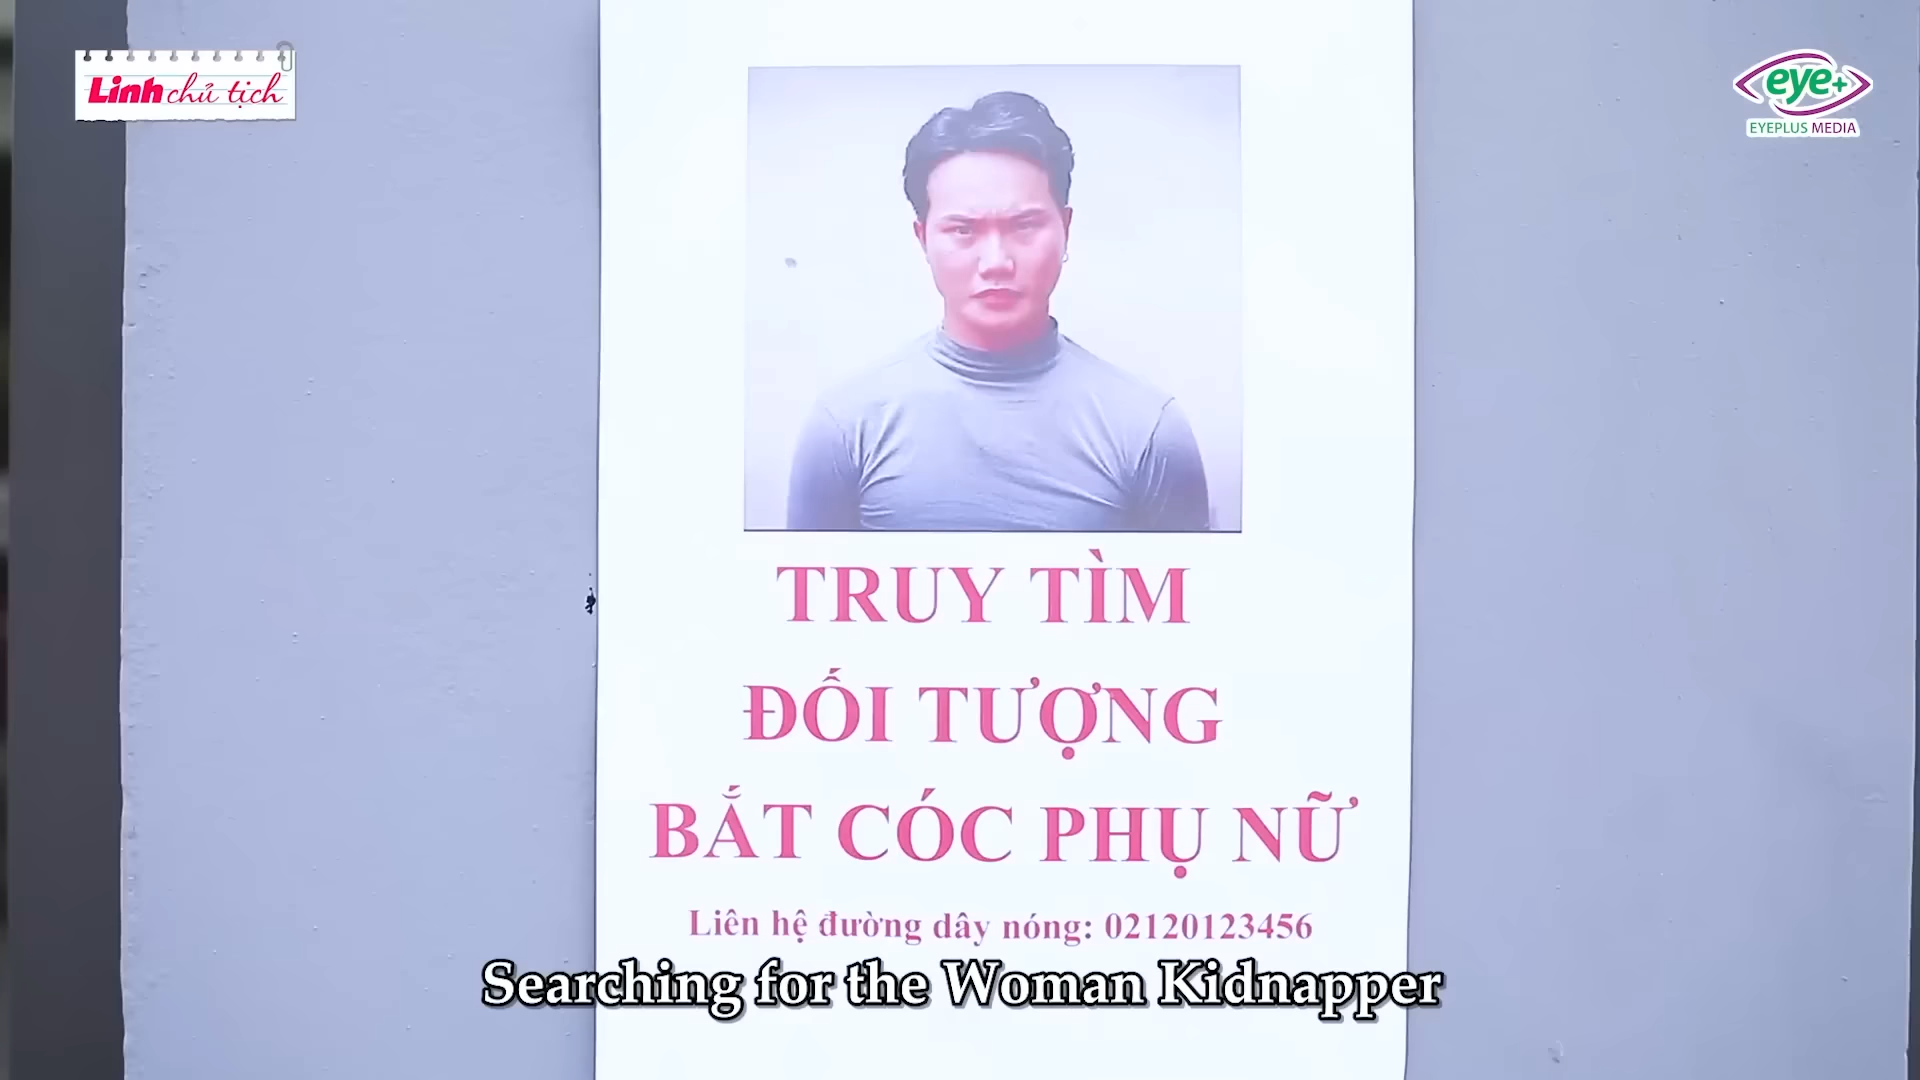 Linh chủ tịch
eye+
EYEPLUS MEDIA
TRUY TÌM
ĐỐI TƯỢNG
BẮT CÓC PHỤ NỮ
Liên hệ đường dây nóng: 02120123456
Searching for the Woman Kidnapper